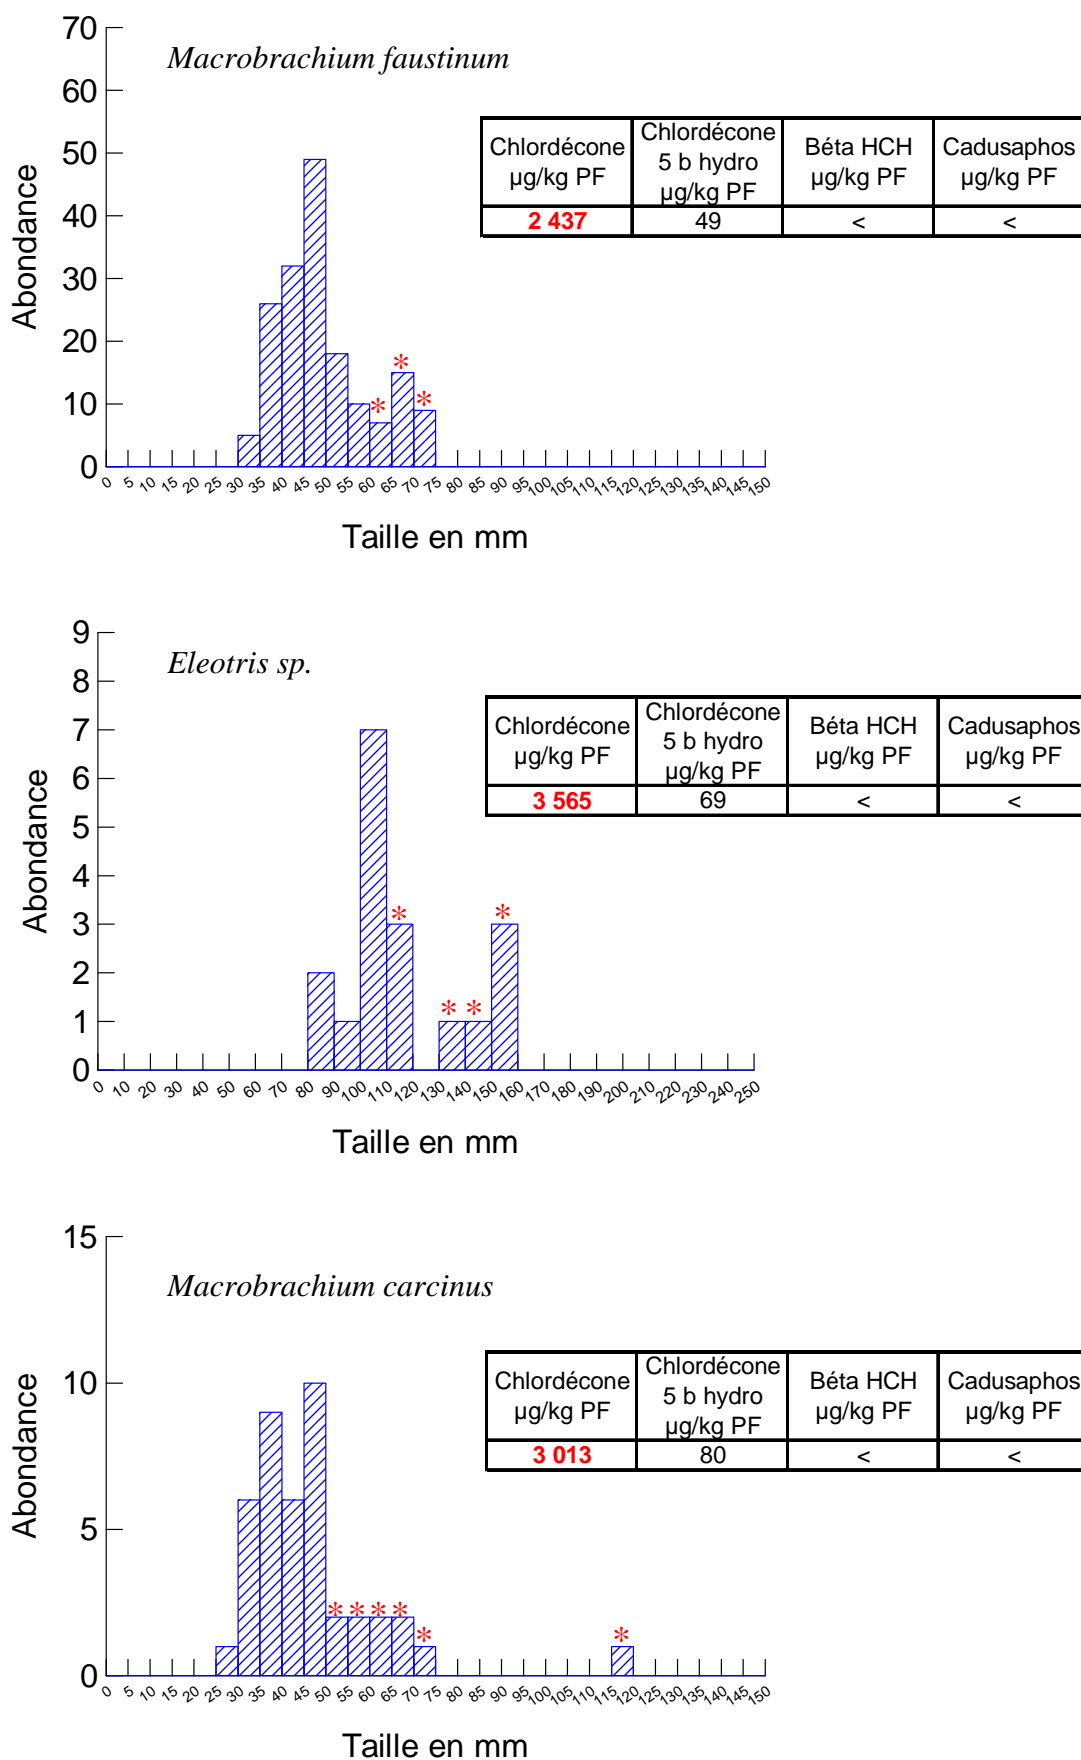 Macrobrachium faustinum
Abondance
70
60
50
40
30
20
10
0
0 5 10 15 20 25 30 35 40 45 50 55 60 65 70 75 80 85 90 95 100 105 110 115 120 125 130 135 140 145 150
Taille en mm
Chlordécone µg/kg PF | Chlordécone 5 b hydro µg/kg PF | Béta HCH µg/kg PF | Cadusaphos µg/kg PF
2 437 | 49 | < | <
* * *
Eleotris sp.
Abondance
9
8
7
6
5
4
3
2
1
0
0 10 20 30 40 50 60 70 80 90 100 110 120 130 140 150 160 170 180 190 200 210 220 230 240 250
Taille en mm
Chlordécone µg/kg PF | Chlordécone 5 b hydro µg/kg PF | Béta HCH µg/kg PF | Cadusaphos µg/kg PF
3 565 | 69 | < | <
* * * *
Macrobrachium carcinus
Abondance
15
10
5
0
0 5 10 15 20 25 30 35 40 45 50 55 60 65 70 75 80 85 90 95 100 105 110 115 120 125 130 135 140 145 150
Taille en mm
Chlordécone µg/kg PF | Chlordécone 5 b hydro µg/kg PF | Béta HCH µg/kg PF | Cadusaphos µg/kg PF
3 013 | 80 | < | <
* * * * * *